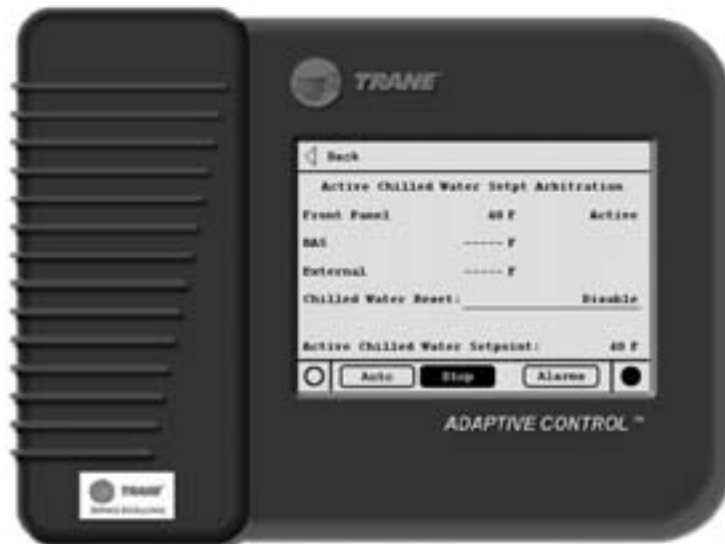 TRANE
Back
Active Chilled Water Setpt Arbitration
Front Panel 40 F Active
BAS ----- F
External ----- F
Chilled Water Reset: Disable
Active Chilled Water Setpoint: 40 F
Auto Stop Alarms
ADAPTIVE CONTROL™
TRANE